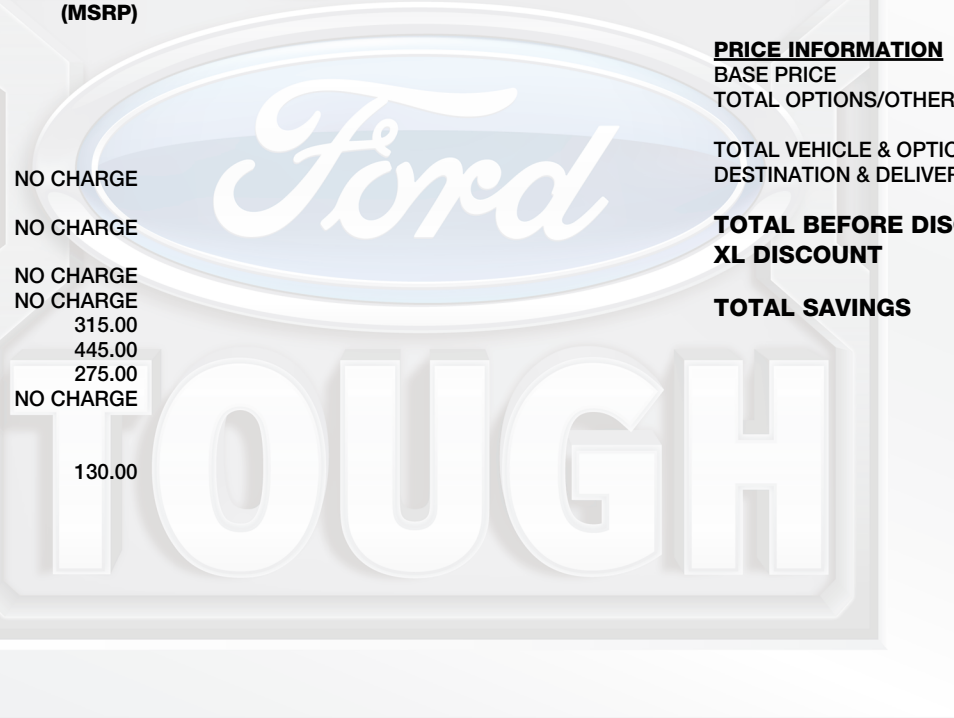 (MSRP)
NO CHARGE
NO CHARGE
NO CHARGE
NO CHARGE
315.00
445.00
275.00
NO CHARGE
130.00
PRICE INFORMATION
BASE PRICE
TOTAL OPTIONS/OTHER
TOTAL VEHICLE & OPTIO
DESTINATION & DELIVER
TOTAL BEFORE DISC
XL DISCOUNT
TOTAL SAVINGS
Ford
TOUGH